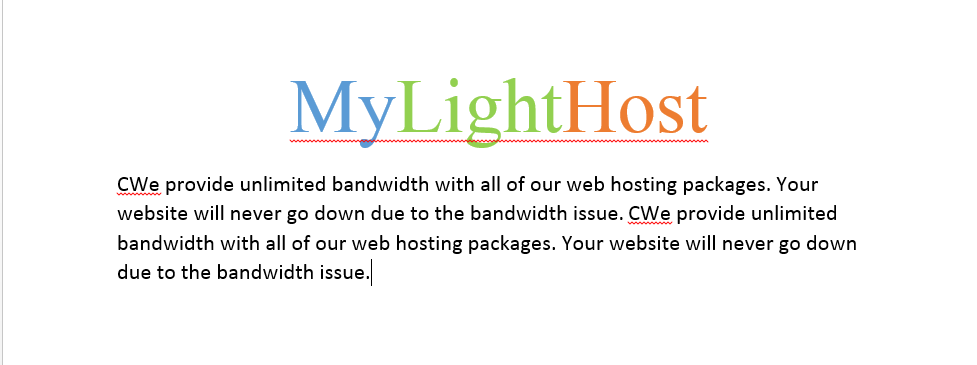 MyLightHost
CWe provide unlimited bandwidth with all of our web hosting packages. Your
website will never go down due to the bandwidth issue. CWe provide unlimited
bandwidth with all of our web hosting packages. Your website will never go down
due to the bandwidth issue.